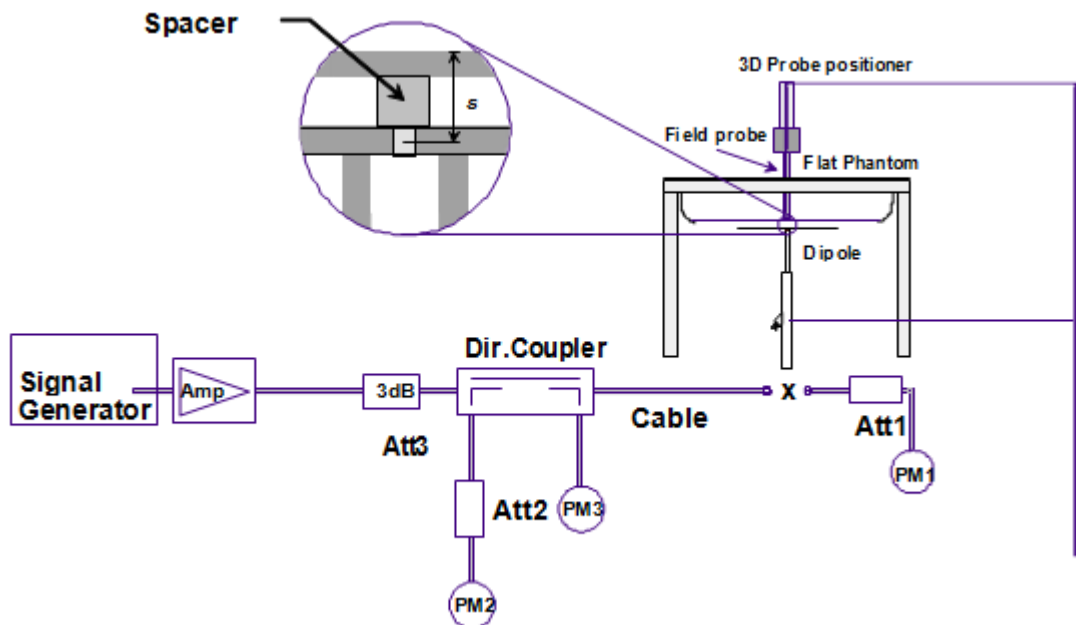 Spacer
s
3D Probe positioner
Field probe
Flat Phantom
Dipole
Dir.Coupler
Signal
Generator
Amp
3dB
Att3
Cable
x
Att1
PM1
Att2
PM3
PM2